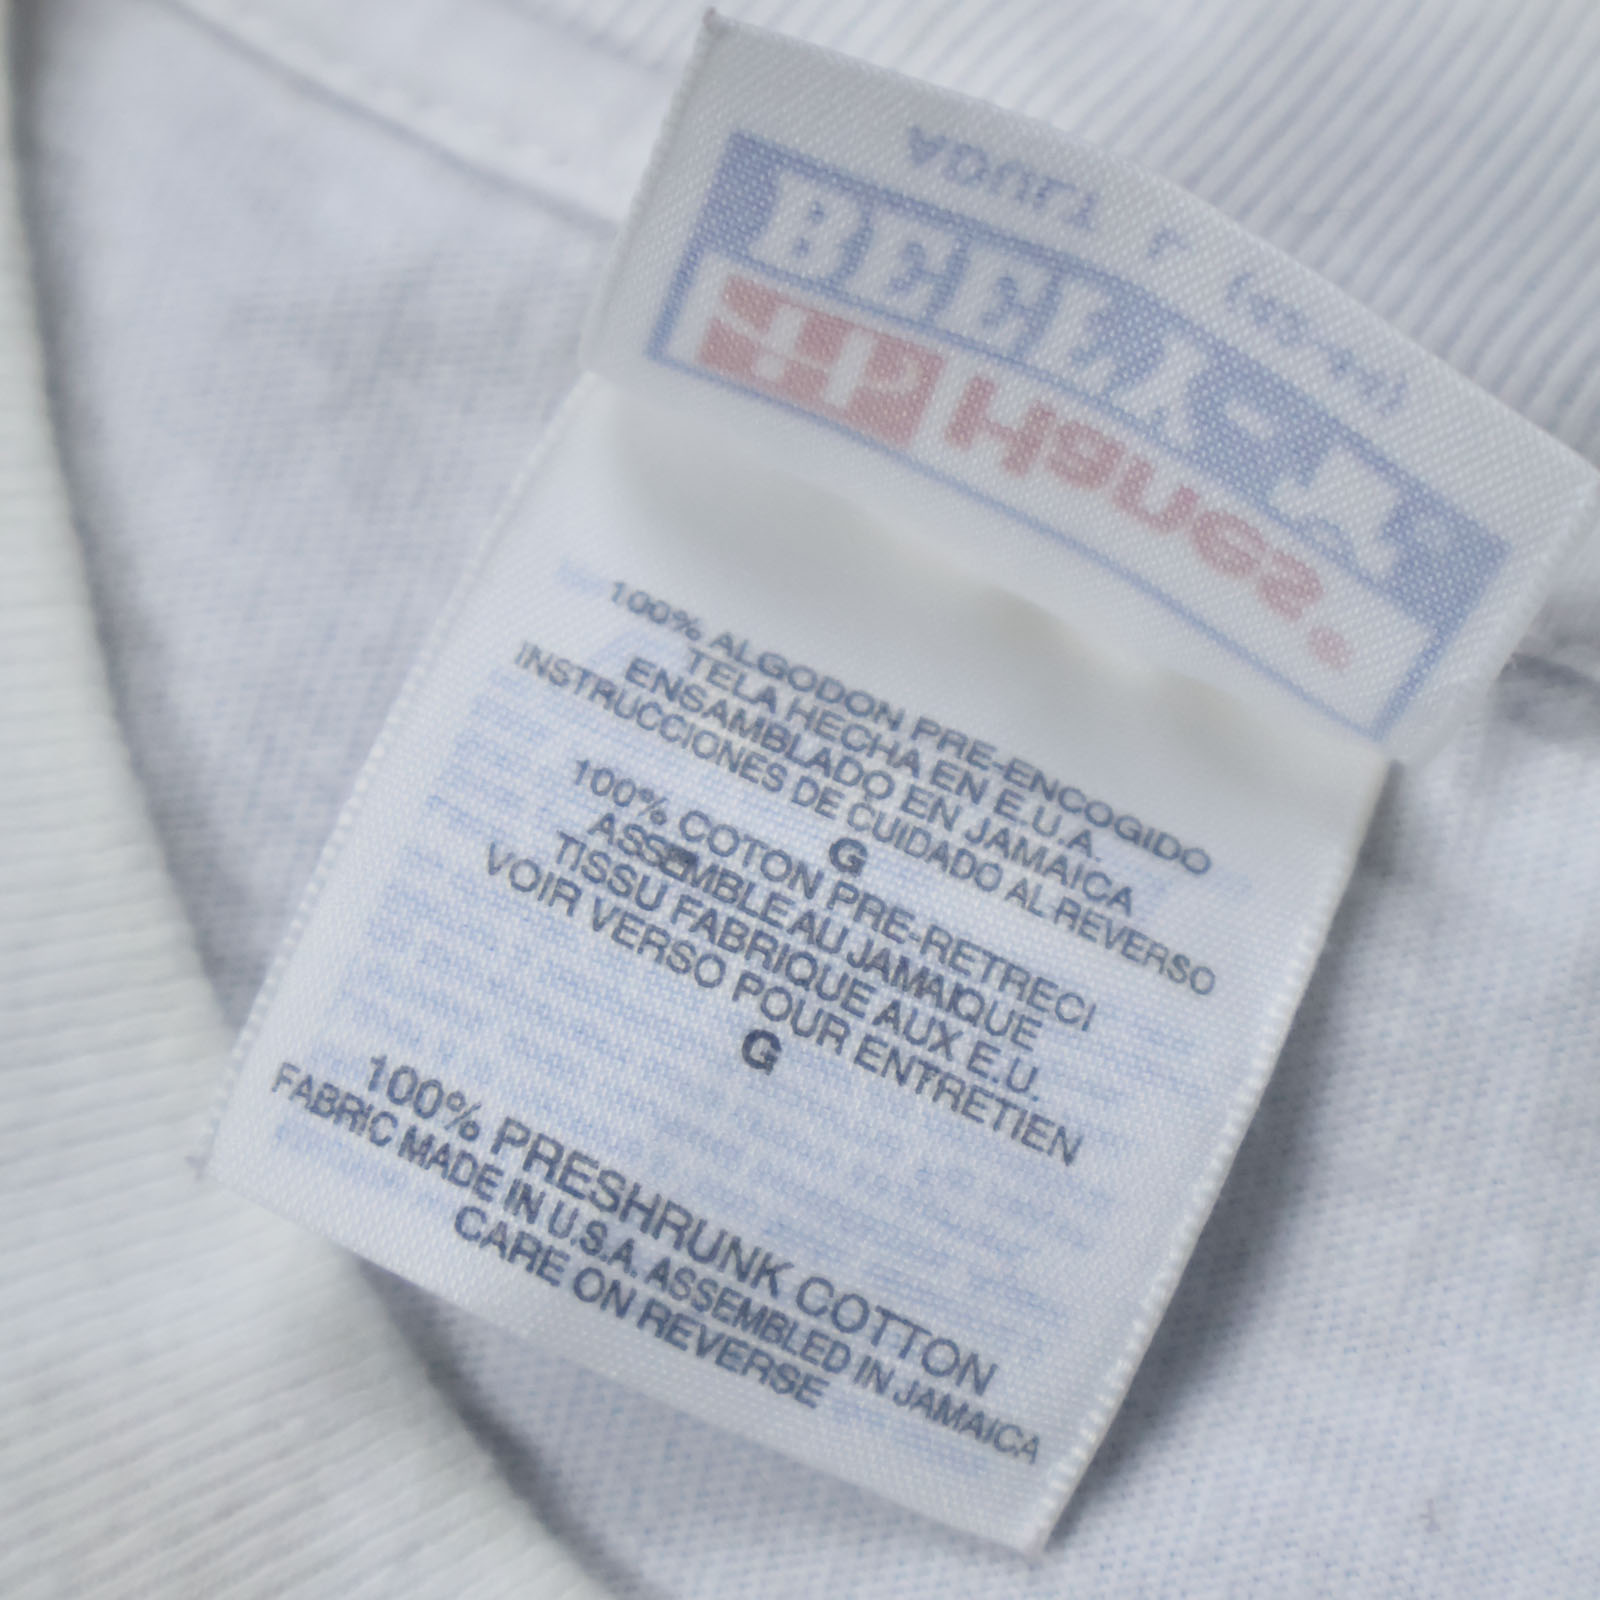 ADULT L (42-44)
BEEFY-T
Hanes®
100% ALGODON PRE-ENCOGIDO
TELA HECHA EN E.U.A.
ENSAMBLADO EN JAMAICA
INSTRUCCIONES DE CUIDADO AL REVERSO
G
100% COTON PRE-RETRECI
ASSEMBLE AU JAMAIQUE
TISSU FABRIQUE AUX E.U.
VOIR VERSO POUR ENTRETIEN
G
100% PRESHRUNK COTTON
FABRIC MADE IN U.S.A. ASSEMBLED IN JAMAICA
CARE ON REVERSE